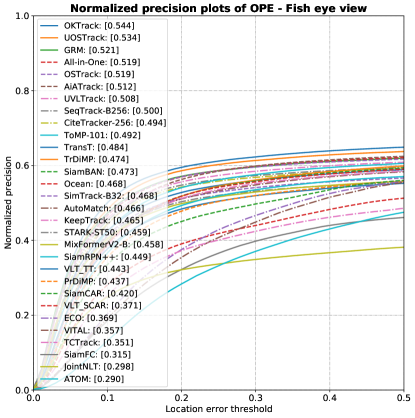 Normalized precision plots of OPE - Fish eye view
OKTrack: [0.544]
UOSTrack: [0.534]
GRM: [0.521]
All-in-One: [0.519]
OSTrack: [0.519]
AiATrack: [0.512]
UVLTrack: [0.508]
SeqTrack-B256: [0.500]
CiteTracker-256: [0.494]
ToMP-101: [0.492]
TransT: [0.484]
TrDiMP: [0.474]
SiamBAN: [0.473]
Ocean: [0.468]
SimTrack-B32: [0.468]
AutoMatch: [0.466]
KeepTrack: [0.465]
STARK-ST50: [0.459]
MixFormerV2-B: [0.458]
SiamRPN++: [0.449]
VLT_TT: [0.443]
PrDiMP: [0.437]
SiamCAR: [0.420]
VLT_SCAR: [0.371]
ECO: [0.369]
VITAL: [0.357]
TCTrack: [0.351]
SiamFC: [0.315]
JointNLT: [0.298]
ATOM: [0.290]
Normalized precision
1.0
0.8
0.6
0.4
0.2
0.0
0.0 0.1 0.2 0.3 0.4 0.5
Location error threshold